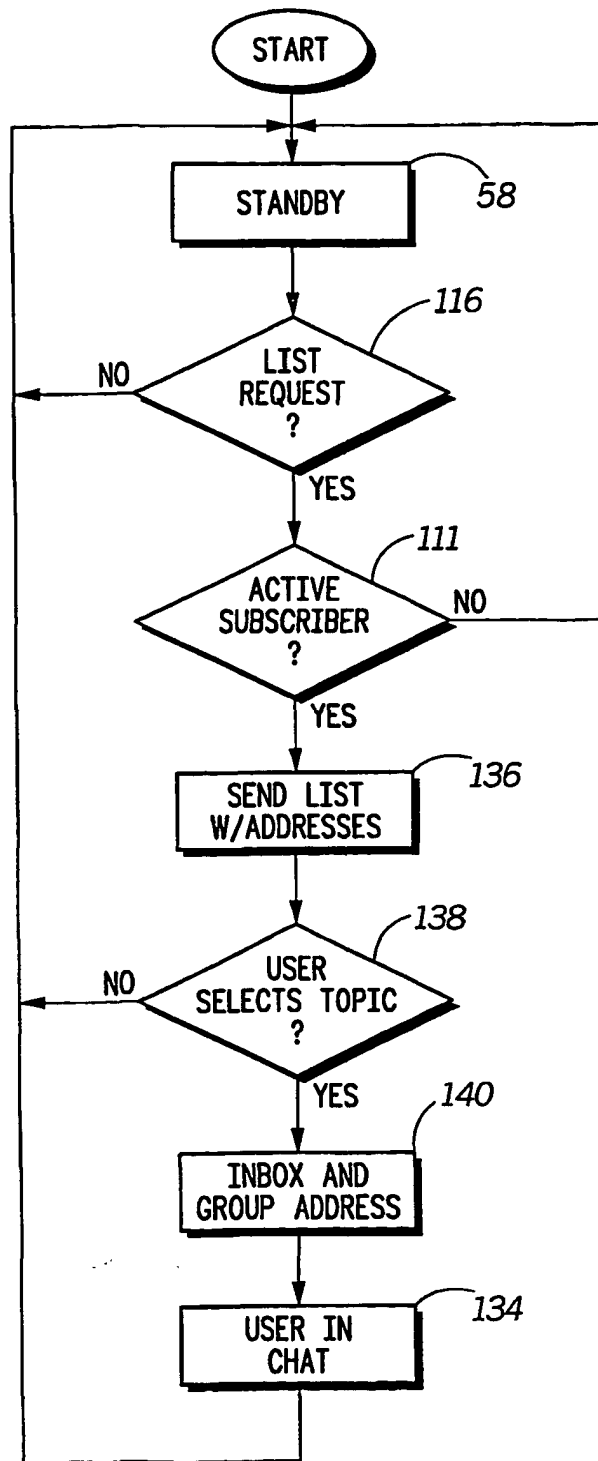 START
STANDBY
58
116
LIST
REQUEST
?
NO
YES
111
ACTIVE
SUBSCRIBER
?
NO
YES
136
SEND LIST
W/ADDRESSES
138
USER
SELECTS TOPIC
?
NO
YES
140
INBOX AND
GROUP ADDRESS
134
USER IN
CHAT